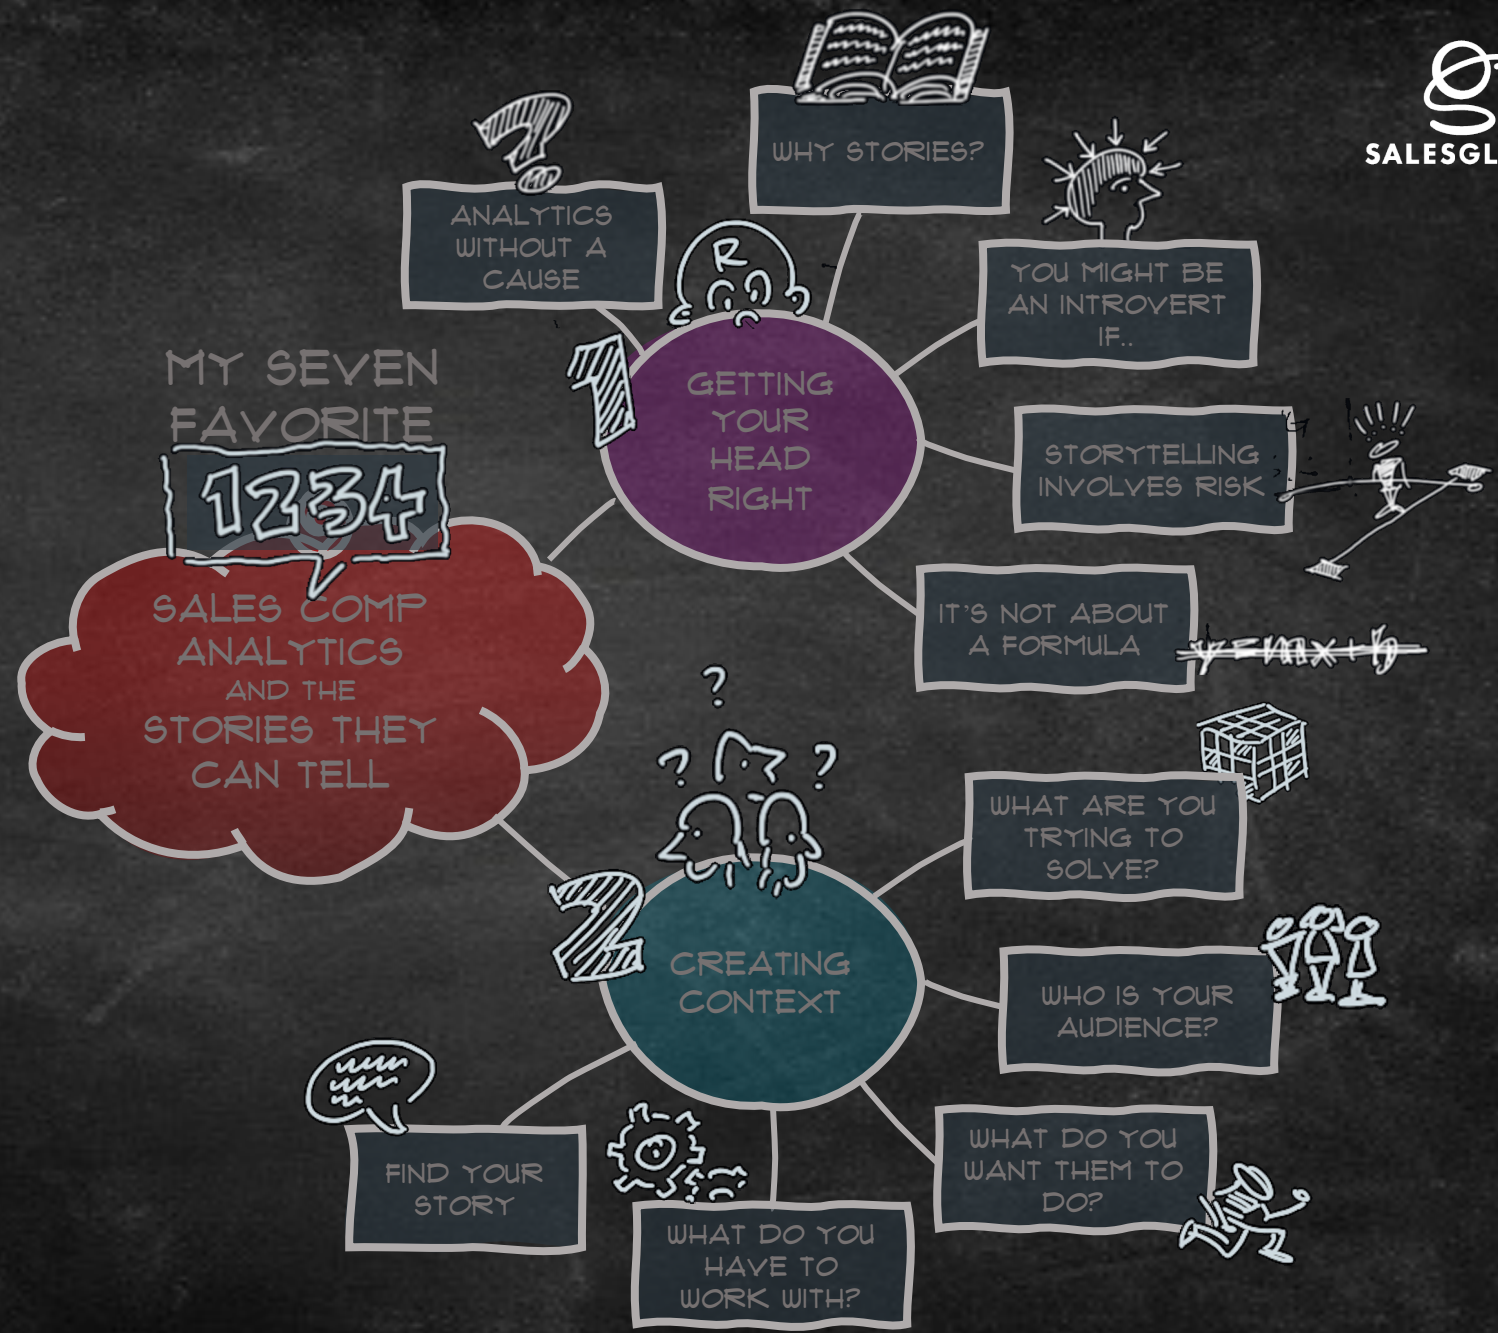 SALESGL
WHY STORIES?
ANALYTICS
WITHOUT A
CAUSE
YOU MIGHT BE
AN INTROVERT
IF..
R
1
GETTING
YOUR
HEAD
RIGHT
MY SEVEN
FAVORITE
1234
SALES COMP
ANALYTICS
AND THE
STORIES THEY
CAN TELL
STORYTELLING
INVOLVES RISK
IT'S NOT ABOUT
A FORMULA
y=mx+b
? ? ?
WHAT ARE YOU
TRYING TO
SOLVE?
2
CREATING
CONTEXT
WHO IS YOUR
AUDIENCE?
WHAT DO YOU
WANT THEM TO
DO?
FIND YOUR
STORY
WHAT DO YOU
HAVE TO
WORK WITH?